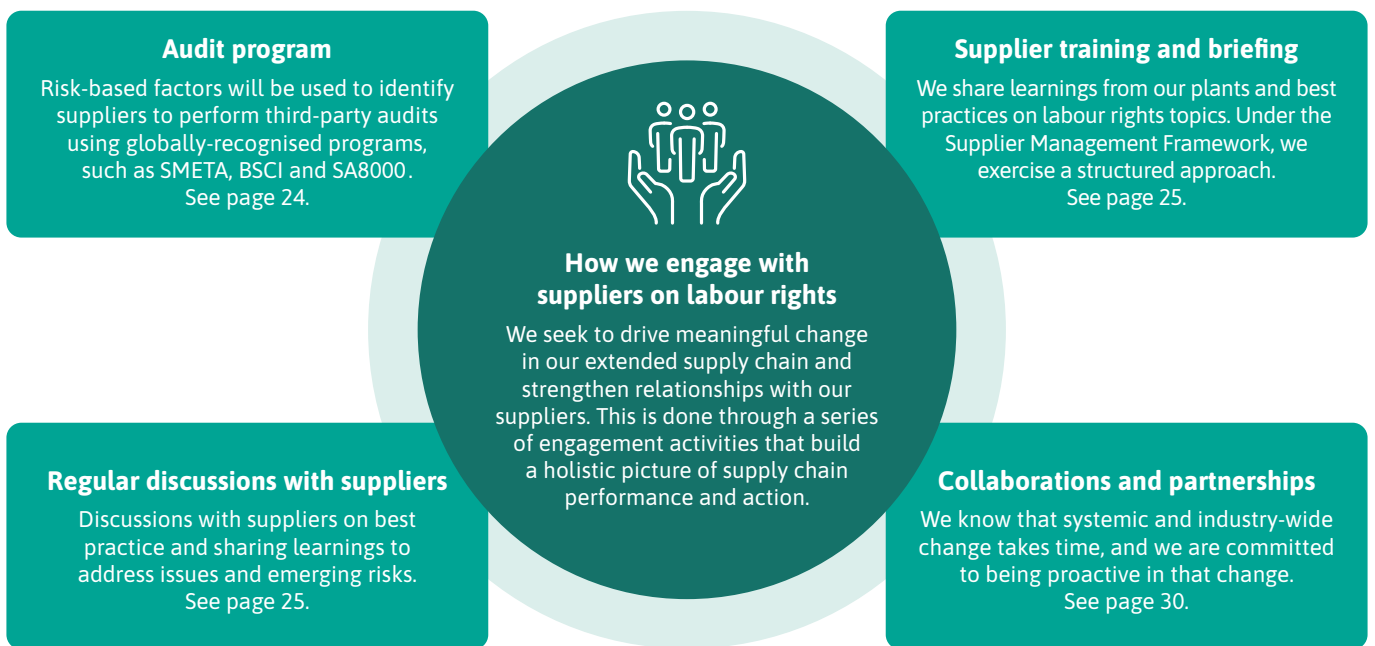 Audit program
Risk-based factors will be used to identify
suppliers to perform third-party audits
using globally-recognised programs,
such as SMETA, BSCI and SA8000.
See page 24.
Supplier training and briefing
We share learnings from our plants and best
practices on labour rights topics. Under the
Supplier Management Framework, we
exercise a structured approach.
See page 25.
How we engage with
suppliers on labour rights
We seek to drive meaningful change
in our extended supply chain and
strengthen relationships with our
suppliers. This is done through a series
of engagement activities that build
a holistic picture of supply chain
performance and action.
Regular discussions with suppliers
Discussions with suppliers on best
practice and sharing learnings to
address issues and emerging risks.
See page 25.
Collaborations and partnerships
We know that systemic and industry-wide
change takes time, and we are committed
to being proactive in that change.
See page 30.